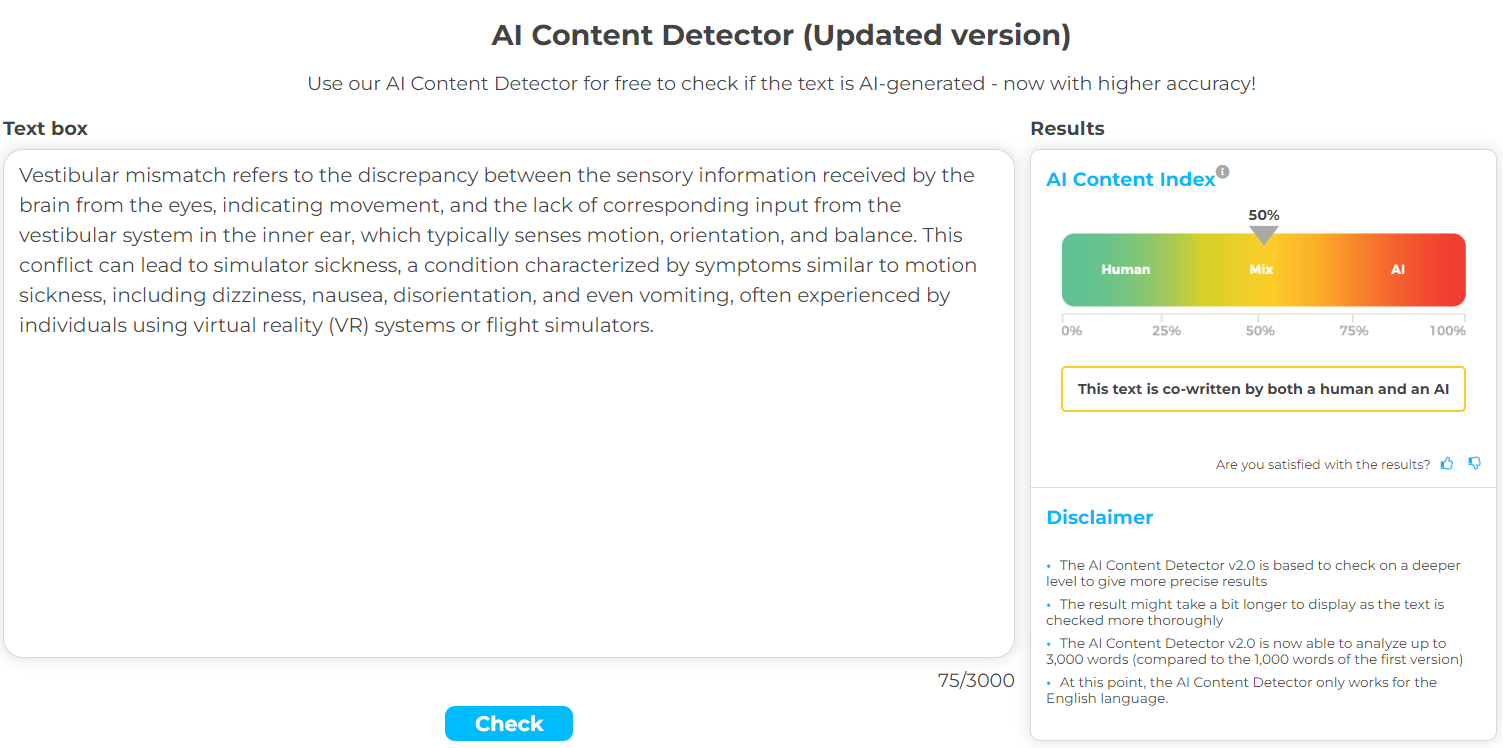 AI Content Detector (Updated version)
Use our AI Content Detector for free to check if the text is AI-generated - now with higher accuracy!
Text box
Vestibular mismatch refers to the discrepancy between the sensory information received by the
brain from the eyes, indicating movement, and the lack of corresponding input from the
vestibular system in the inner ear, which typically senses motion, orientation, and balance. This
conflict can lead to simulator sickness, a condition characterized by symptoms similar to motion
sickness, including dizziness, nausea, disorientation, and even vomiting, often experienced by
individuals using virtual reality (VR) systems or flight simulators.
75/3000
Check
Results
AI Content Index
50%
Human Mix AI
0% 25% 50% 75% 100%
This text is co-written by both a human and an AI
Are you satisfied with the results?
Disclaimer
• The AI Content Detector v2.0 is based to check on a deeper
level to give more precise results
• The result might take a bit longer to display as the text is
checked more thoroughly
• The AI Content Detector v2.0 is now able to analyze up to
3,000 words (compared to the 1,000 words of the first version)
• At this point, the AI Content Detector only works for the
English language.